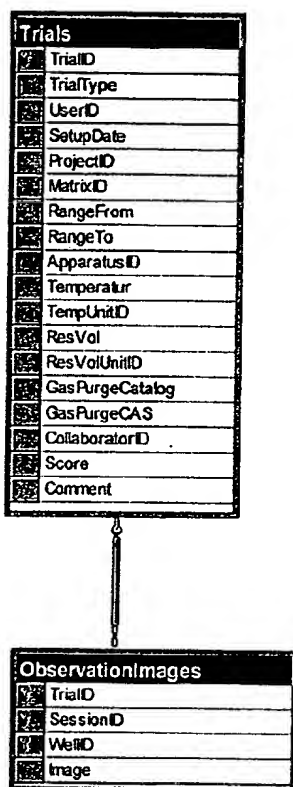 Trials
TrialID
TrialType
UserID
SetupDate
ProjectID
MatrixID
RangeFrom
RangeTo
ApparatusID
Temperatur
TempUnitID
ResVol
ResVolUnitID
GasPurgeCatalog
GasPurgeCAS
CollaboratorID
Score
Comment
ObservationImages
TrialID
SessionID
WellID
Image